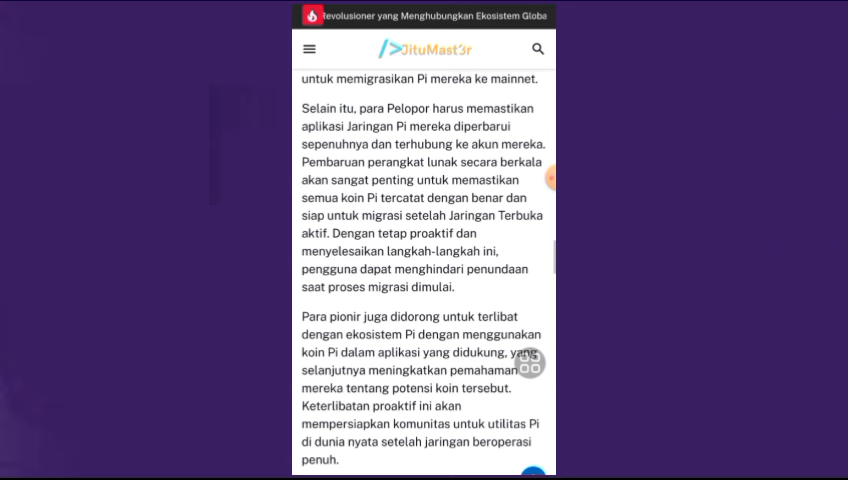 Revolusioner yang Menghubungkan Ekosistem Globa
JituMast3r
untuk memigrasikan Pi mereka ke mainnet.
Selain itu, para Pelopor harus memastikan
aplikasi Jaringan Pi mereka diperbarui
sepenuhnya dan terhubung ke akun mereka.
Pembaruan perangkat lunak secara berkala
akan sangat penting untuk memastikan
semua koin Pi tercatat dengan benar dan
siap untuk migrasi setelah Jaringan Terbuka
aktif. Dengan tetap proaktif dan
menyelesaikan langkah-langkah ini,
pengguna dapat menghindari penundaan
saat proses migrasi dimulai.
Para pionir juga didorong untuk terlibat
dengan ekosistem Pi dengan menggunakan
koin Pi dalam aplikasi yang didukung, yang
selanjutnya meningkatkan pemahaman
mereka tentang potensi koin tersebut.
Keterlibatan proaktif ini akan
mempersiapkan komunitas untuk utilitas Pi
di dunia nyata setelah jaringan beroperasi
penuh.